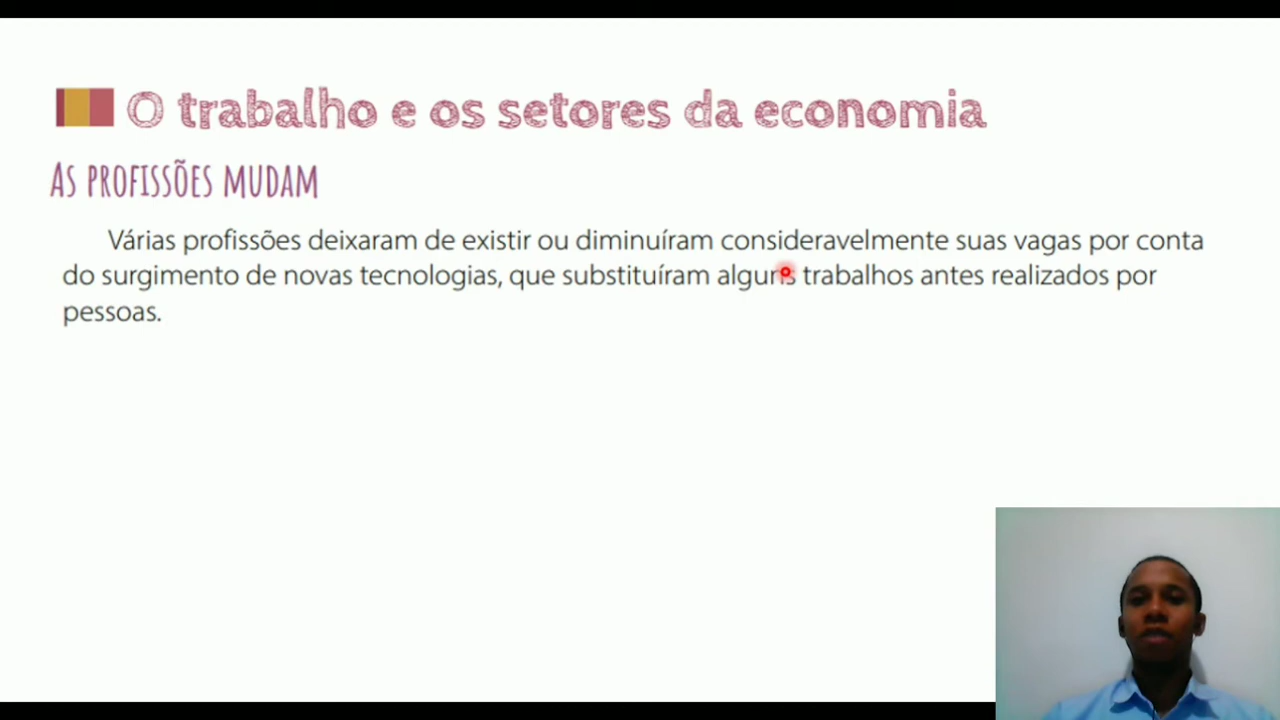 O trabalho e os setores da economia
AS PROFISSÕES MUDAM
Várias profissões deixaram de existir ou diminuíram consideravelmente suas vagas por conta
do surgimento de novas tecnologias, que substituíram alguns trabalhos antes realizados por
pessoas.